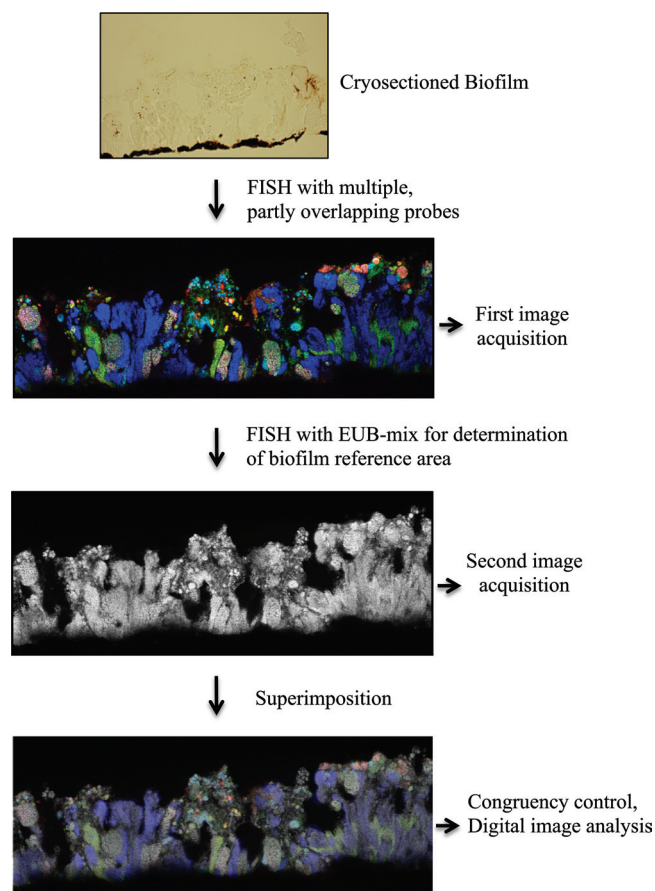 Cryosectioned Biofilm
FISH with multiple,
partly overlapping probes
First image
acquisition
FISH with EUB-mix for determination
of biofilm reference area
Second image
acquisition
Superimposition
Congruency control,
Digital image analysis